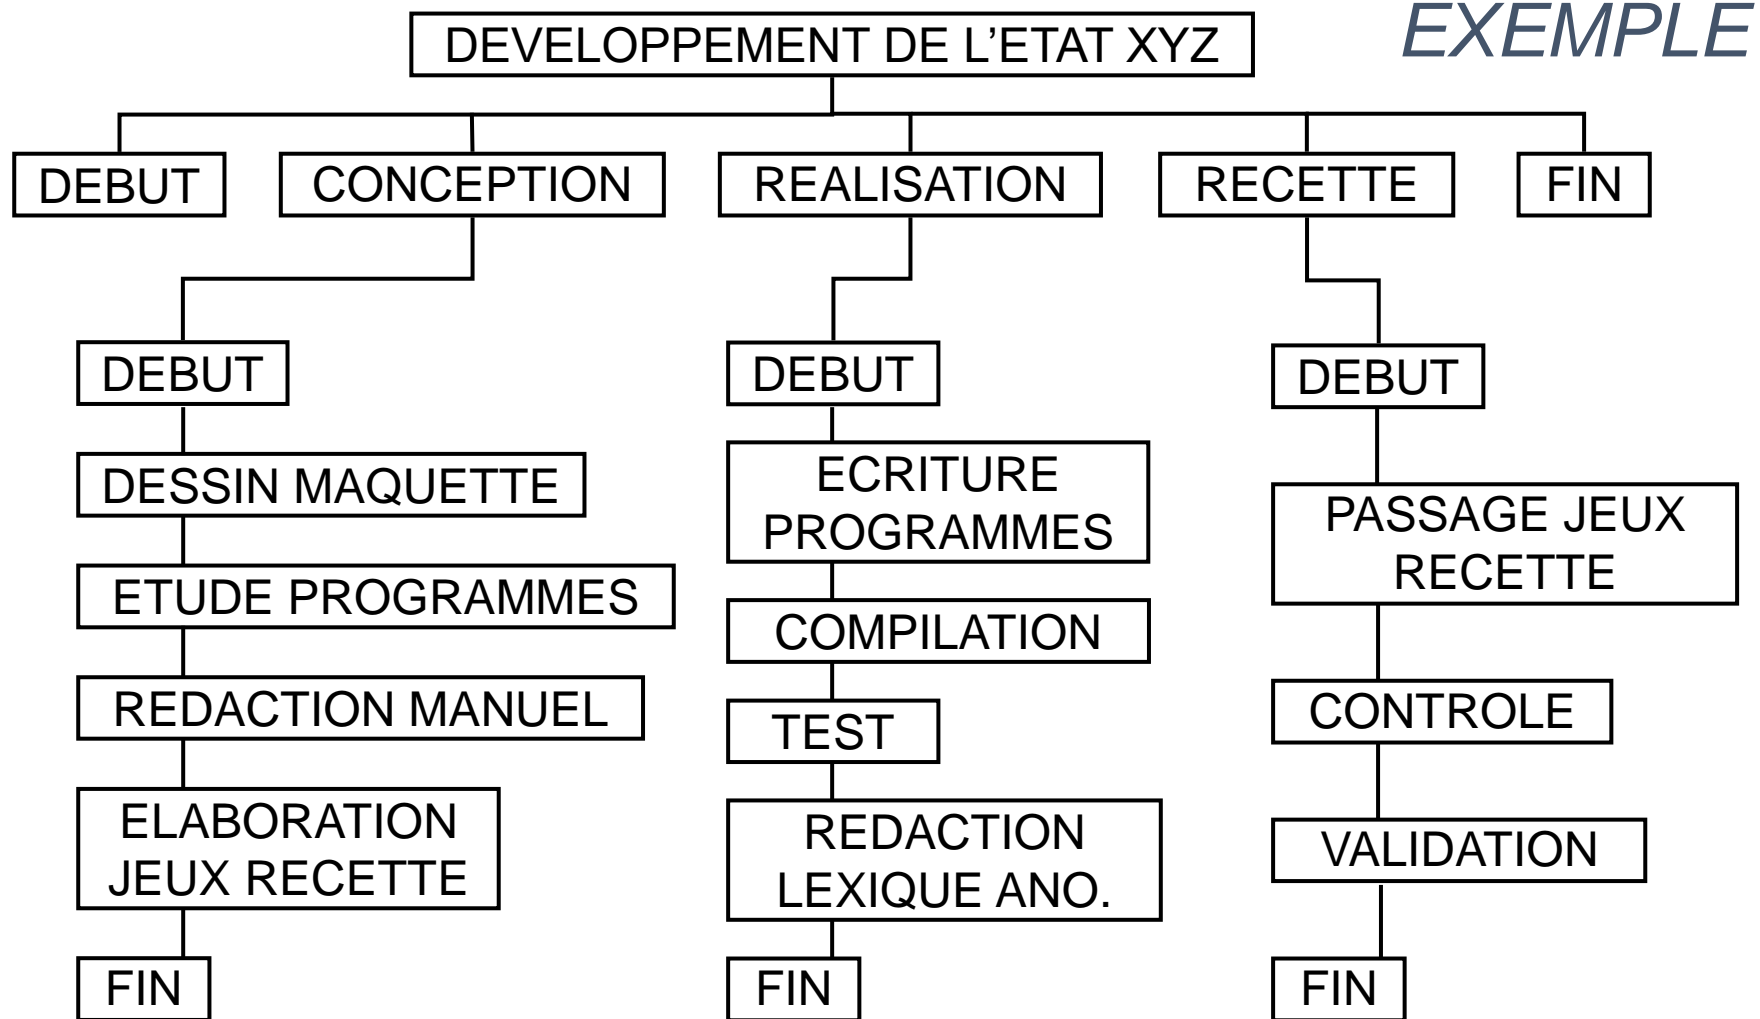 EXEMPLE
DEVELOPPEMENT DE L’ETAT XYZ
DEBUT
CONCEPTION
REALISATION
RECETTE
FIN
DEBUT
DESSIN MAQUETTE
ETUDE PROGRAMMES
REDACTION MANUEL
ELABORATION
JEUX RECETTE
FIN
DEBUT
ECRITURE
PROGRAMMES
COMPILATION
TEST
REDACTION
LEXIQUE ANO.
FIN
DEBUT
PASSAGE JEUX
RECETTE
CONTROLE
VALIDATION
FIN